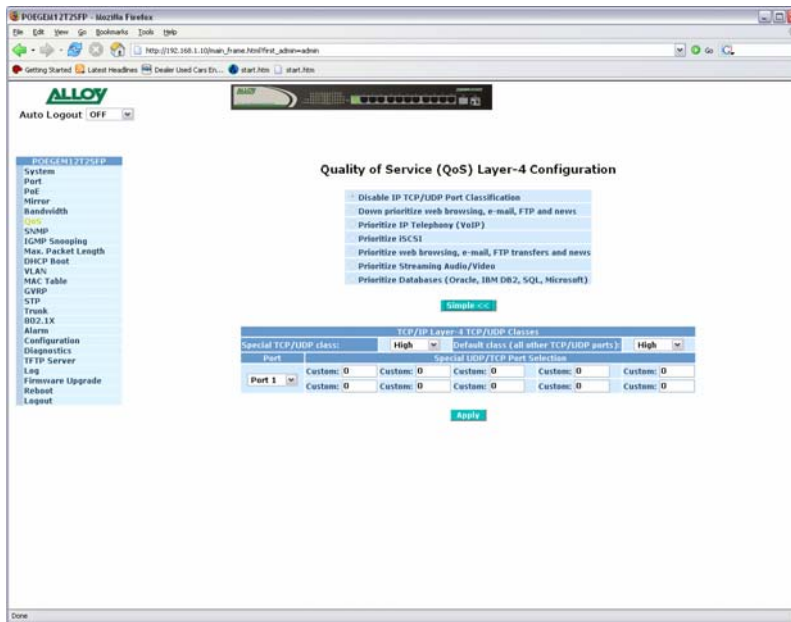 POEGEM12T2SFP - Mozilla Firefox
File Edit View Go Bookmarks Tools Help
http://192.168.1.10/main_frame.html?first_admin=admin
Go
Getting Started Latest Headlines Dealer Used Cars En... start.htm start.htm
ALLOY
Auto Logout OFF
POEGEM12T2SFP
System
Port
PoE
Mirror
Bandwidth
QoS
SNMP
IGMP Snooping
Max. Packet Length
DHCP Boot
VLAN
MAC Table
GVRP
STP
Trunk
802.1X
Alarm
Configuration
Diagnostics
TFTP Server
Log
Firmware Upgrade
Reboot
Logout
Quality of Service (QoS) Layer-4 Configuration
Disable IP TCP/UDP Port Classification
Down prioritize web browsing, e-mail, FTP and news
Prioritize IP Telephony (VoIP)
Prioritize iSCSI
Prioritize web browsing, e-mail, FTP transfers and news
Prioritize Streaming Audio/Video
Prioritize Databases (Oracle, IBM DB2, SQL, Microsoft)
Simple <<
TCP/IP Layer-4 TCP/UDP Classes
Special TCP/UDP class: High Default class (all other TCP/UDP ports): High
Port Special UDP/TCP Port Selection
Port 1
Custom: 0 Custom: 0 Custom: 0 Custom: 0 Custom: 0
Custom: 0 Custom: 0 Custom: 0 Custom: 0 Custom: 0
Apply
Done